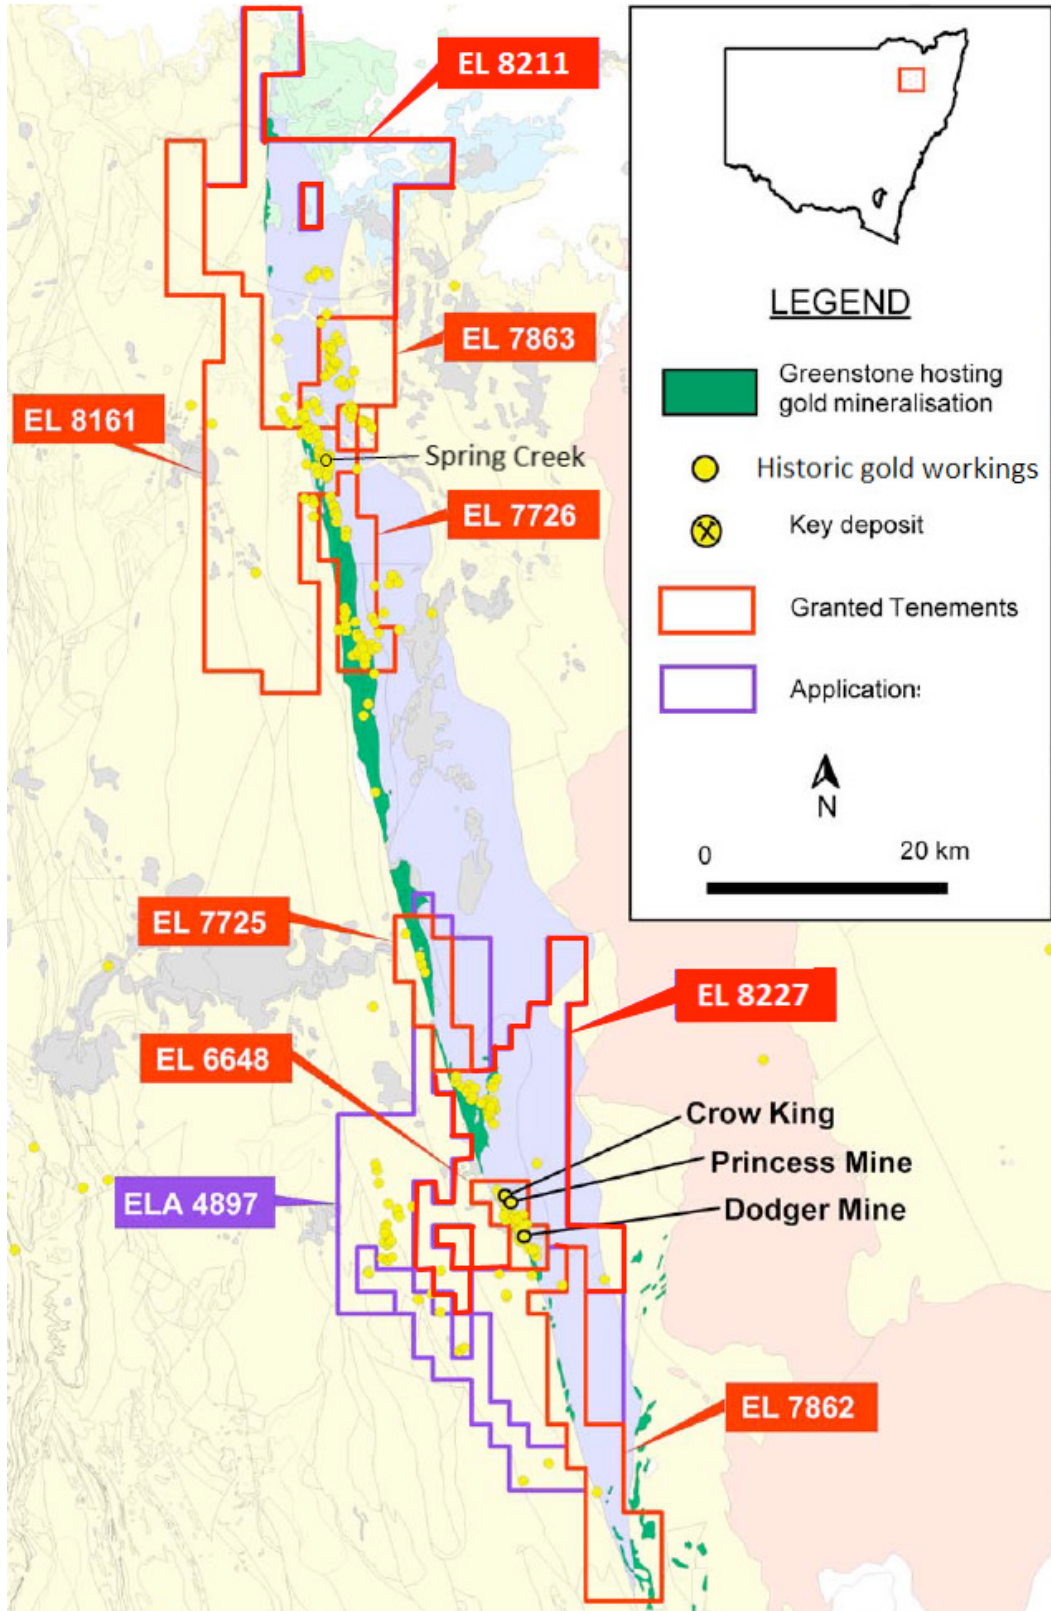 EL 8211
LEGEND
EL 7863
Greenstone hosting
gold mineralisation
EL 8161
Spring Creek
Historic gold workings
EL 7726
Key deposit
Granted Tenements
Application:
N
0
20 km
EL 7725
EL 8227
EL 6648
Crow King
Princess Mine
ELA 4897
Dodger Mine
EL 7862